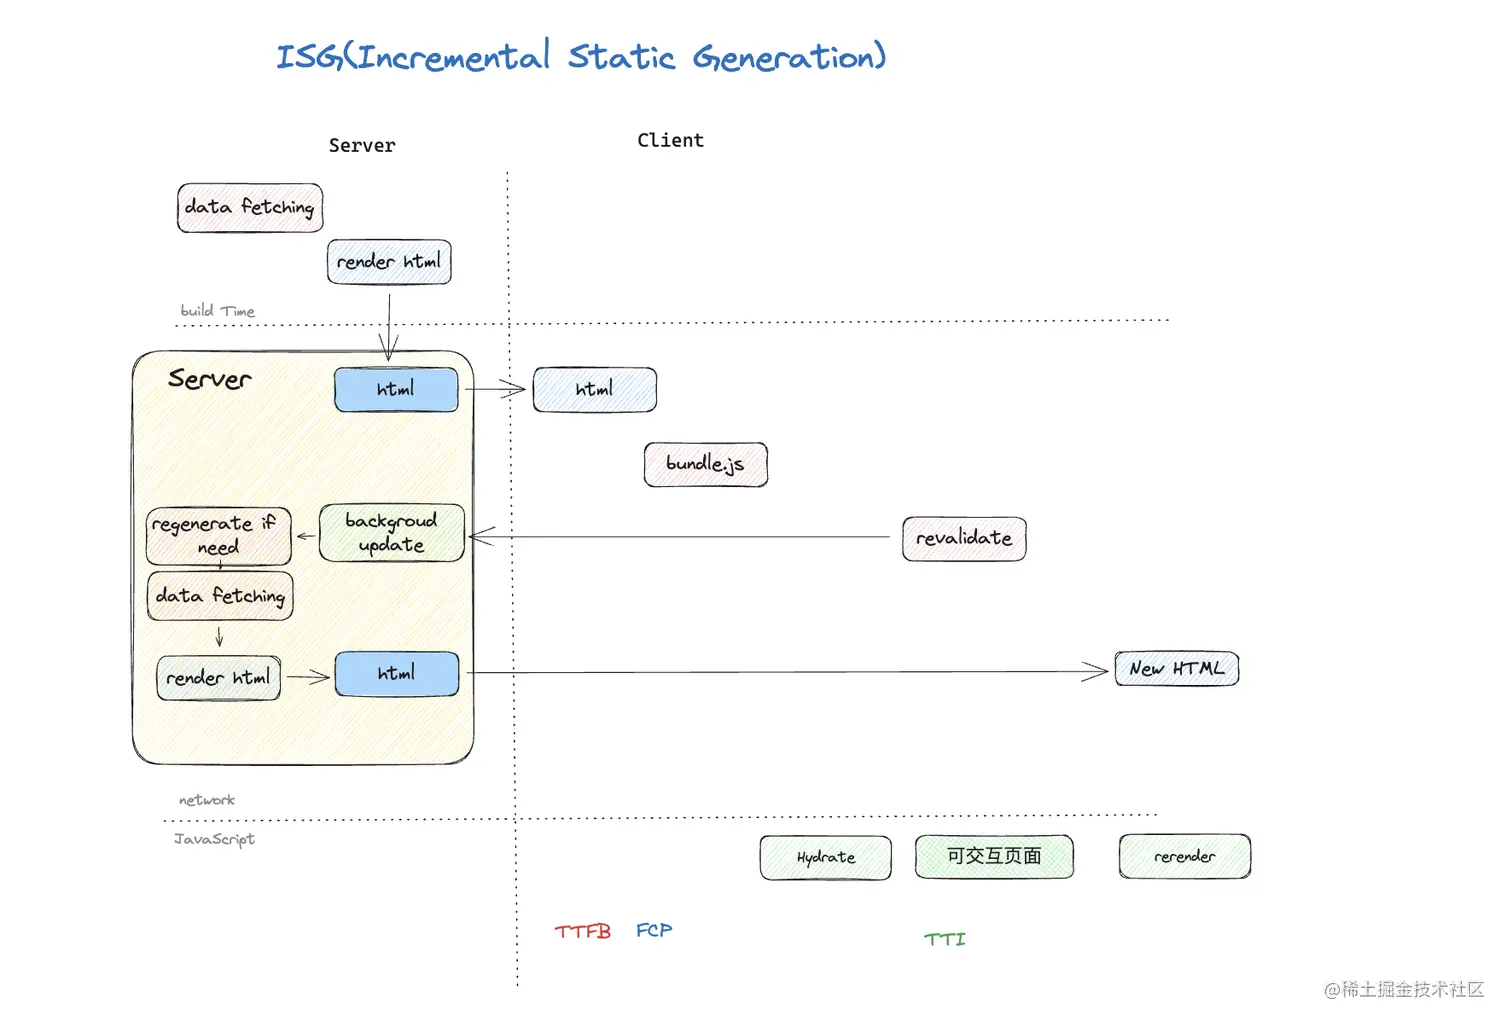 ISG(Incremental Static Generation)
Server
Client
data fetching
render html
build Time
Server
html
html
bundle.js
regenerate if
need
backgroud
update
revalidate
data fetching
render html
html
New HTML
network
JavaScript
Hydrate
可交互页面
rerender
TTFB
FCP
TTI
@稀土掘金技术社区